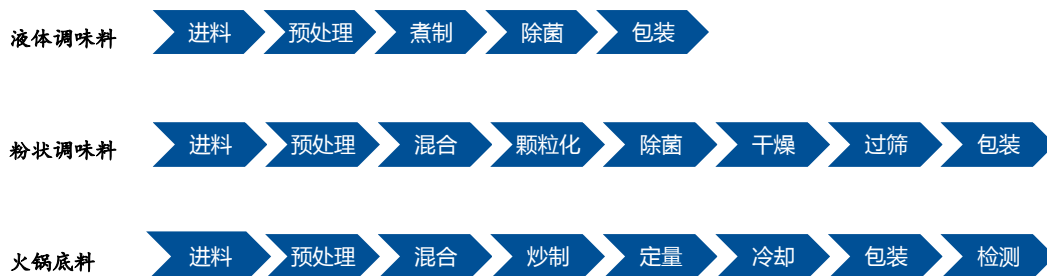 液体调味料 进料 预处理 煮制 除菌 包装
粉状调味料 进料 预处理 混合 颗粒化 除菌 干燥 过筛 包装
火锅底料 进料 预处理 混合 炒制 定量 冷却 包装 检测